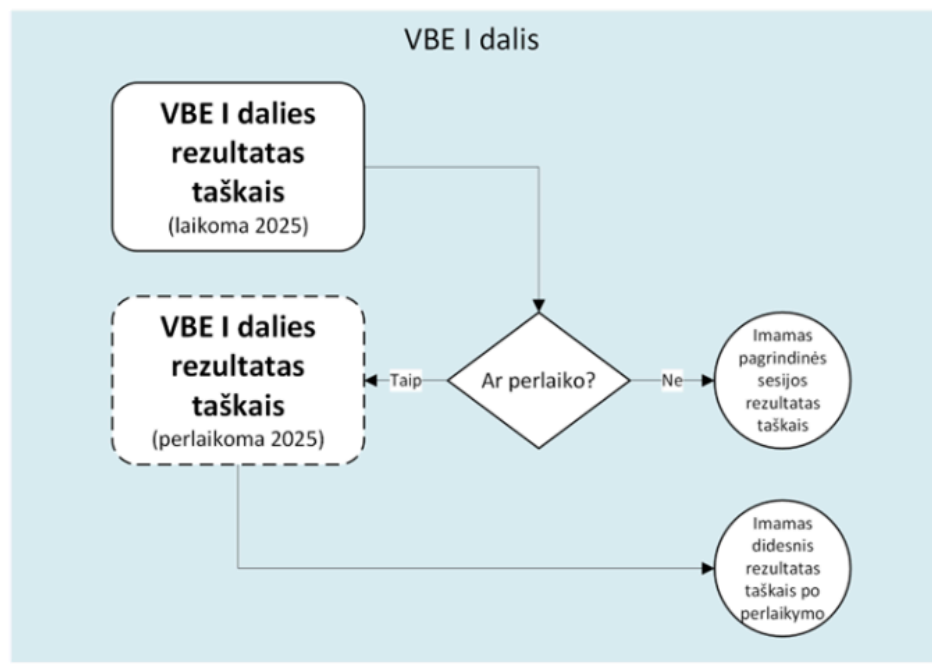 VBE I dalis
VBE I dalies
rezultatas
taškais
(laikoma 2025)
VBE I dalies
rezultatas
taškais
(perlaikoma 2025)
Taip
Ar perlaiko?
Ne
Imamas
pagrindinės
sesijos
rezultatas
taškais
Imamas
didesnis
rezultatas
taškais po
perlaikymo